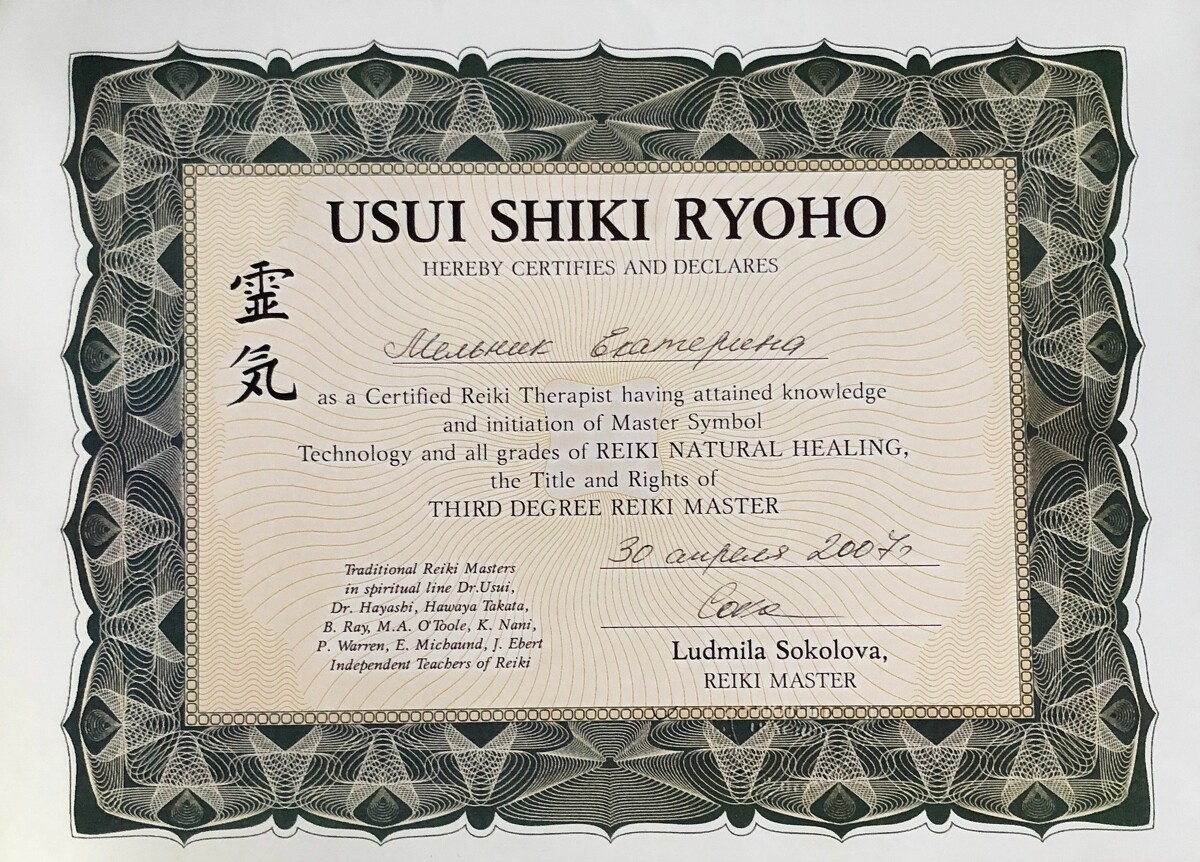 USUI SHIKI RYOHO
HEREBY CERTIFIES AND DECLARES
靈
気
Мельник Екатерина
as a Certified Reiki Therapist having attained knowledge
and initiation of Master Symbol
Technology and all grades of REIKI NATURAL HEALING,
the Title and Rights of
THIRD DEGREE REIKI MASTER
30 апреля 2007г
Traditional Reiki Masters
in spiritual line Dr.Usui,
Dr. Hayashi, Hawaya Takata,
B. Ray, M.A. O'Toole, K. Nani,
P. Warren, E. Michaund, J. Ebert
Independent Teachers of Reiki
Ludmila Sokolova,
REIKI MASTER